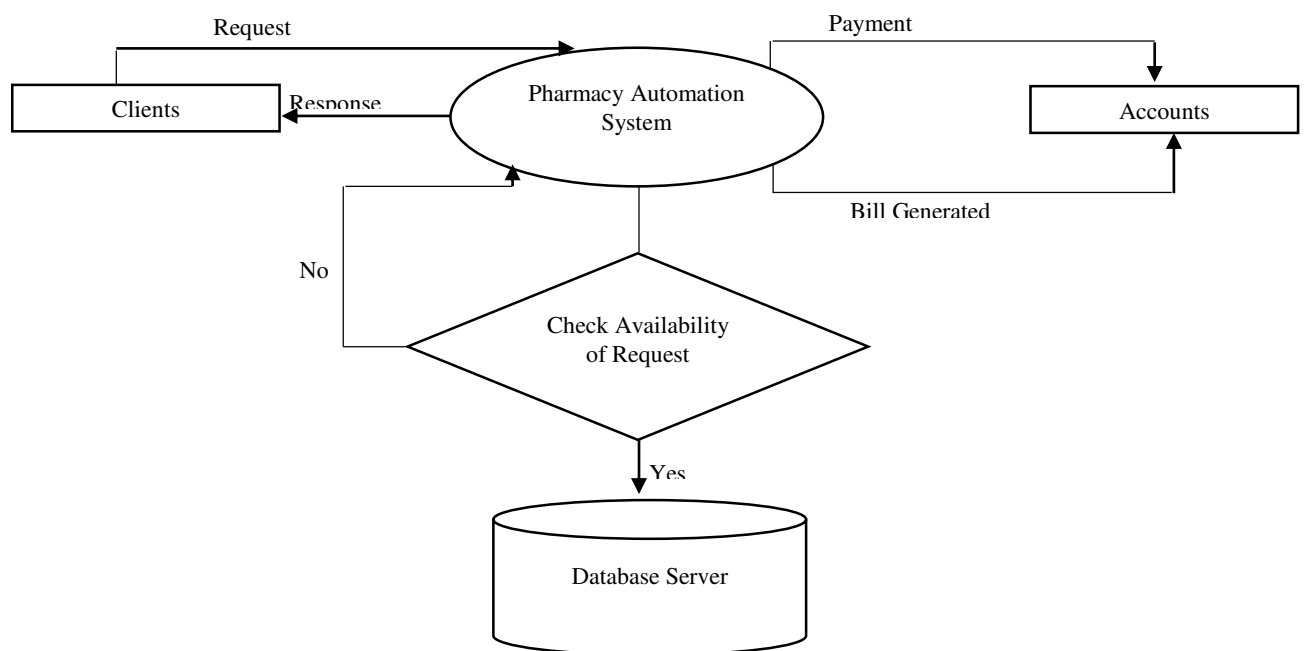 Request
Payment
Clients
Response
Pharmacy Automation
System
Accounts
Bill Generated
No
Check Availability
of Request
Yes
Database Server